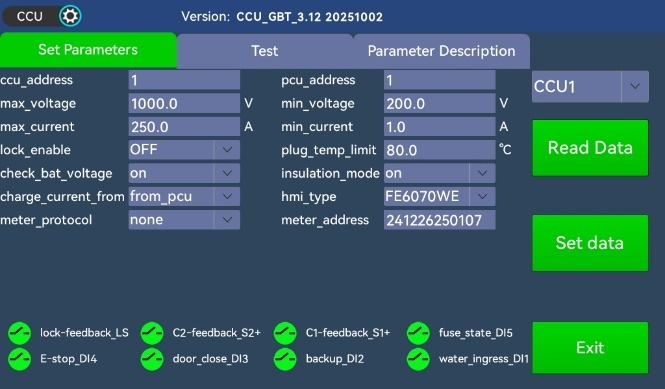 CCU Version: CCU_GBT_3.12 20251002
Set Parameters Test Parameter Description
ccu_address 1 pcu_address 1
CCU1
max_voltage 1000.0 V min_voltage 200.0 V
max_current 250.0 A min_current 1.0 A
lock_enable OFF plug_temp_limit 80.0 °C
Read Data
check_bat_voltage on insulation_mode on
charge_current_from from_pcu hmi_type FE6070WE
meter_protocol none meter_address 241226250107
Set data
lock-feedback_LS C2-feedback_S2+ C1-feedback_S1+ fuse_state_DI5
Exit
E-stop_DI4 door_close_DI3 backup_DI2 water_ingress_DI1